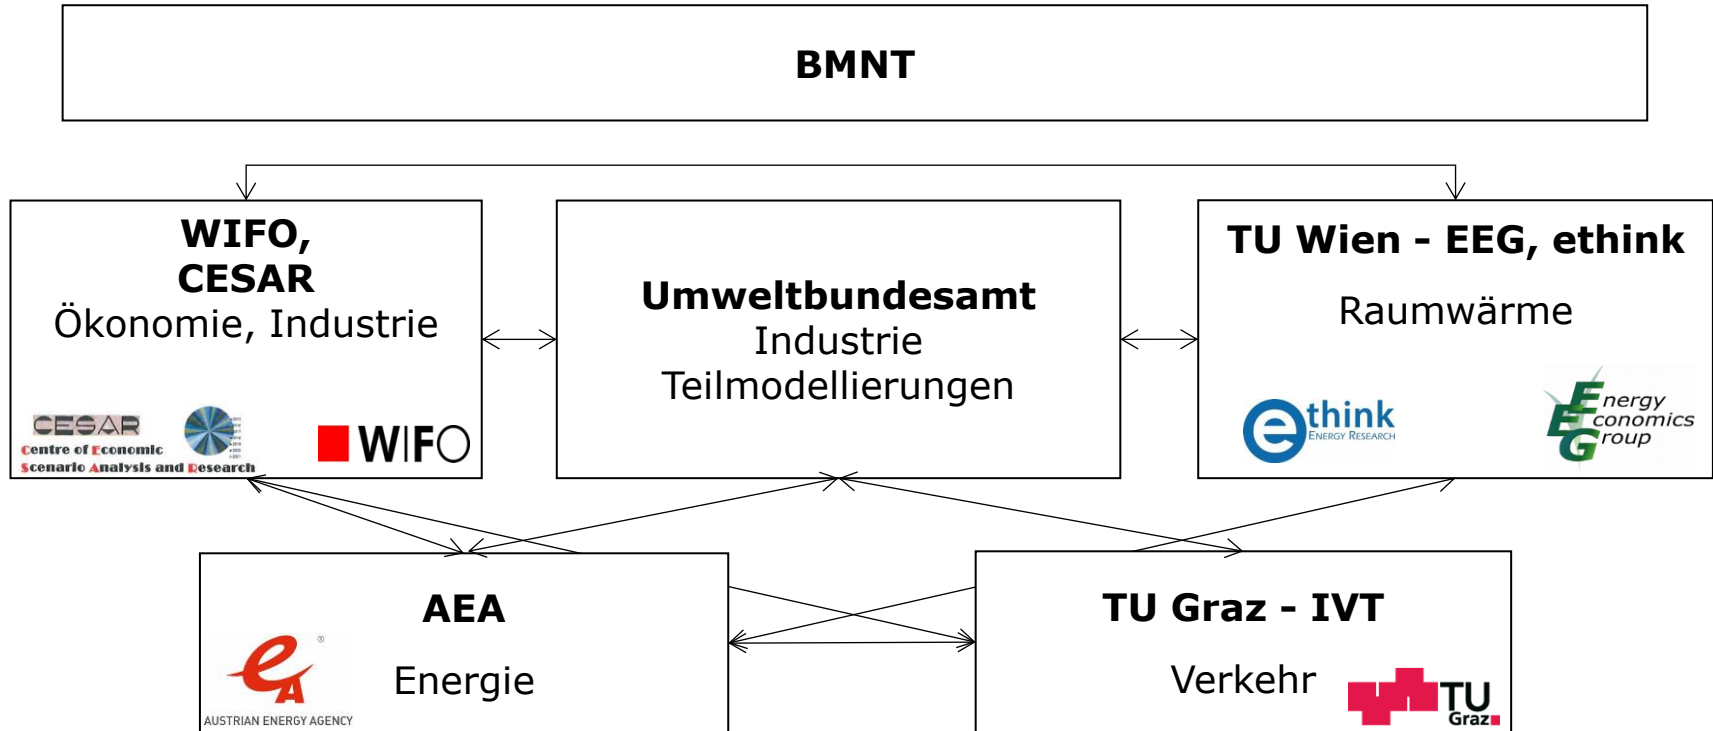 BMNT
WIFO,
CESAR
Ökonomie, Industrie
CESAR
Centre of Economic
Scenario Analysis and Research
WIFO
Umweltbundesamt
Industrie
Teilmodellierungen
TU Wien - EEG, ethink
Raumwärme
ethink
ENERGY RESEARCH
Energy
Economics
Group
AEA
Energie
AUSTRIAN ENERGY AGENCY
TU Graz - IVT
Verkehr
TU
Graz